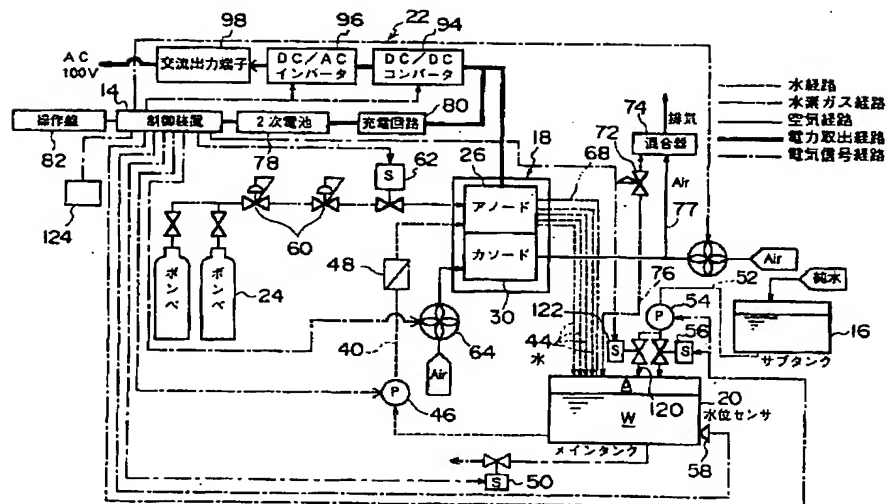 98
22
96
94
AC
100V
交流出力端子
DC/AC
インバータ
DC/DC
コンバータ
14
80
操作盤
制御装置
2次電池
充電回路
82
78
124
62
S
18
26
68
アノード
カソード
30
排気
74
混合器
72
Air
77
水経路
水素ガス経路
空気経路
電力取出経路
電気信号経路
60
ボンベ
ボンベ
24
48
40
64
Air
P
46
76
122
S
44
水
P
54
52
S
56
Air
純水
16
サブタンク
120
A
W
20
水位センサ
58
メインタンク
S
50